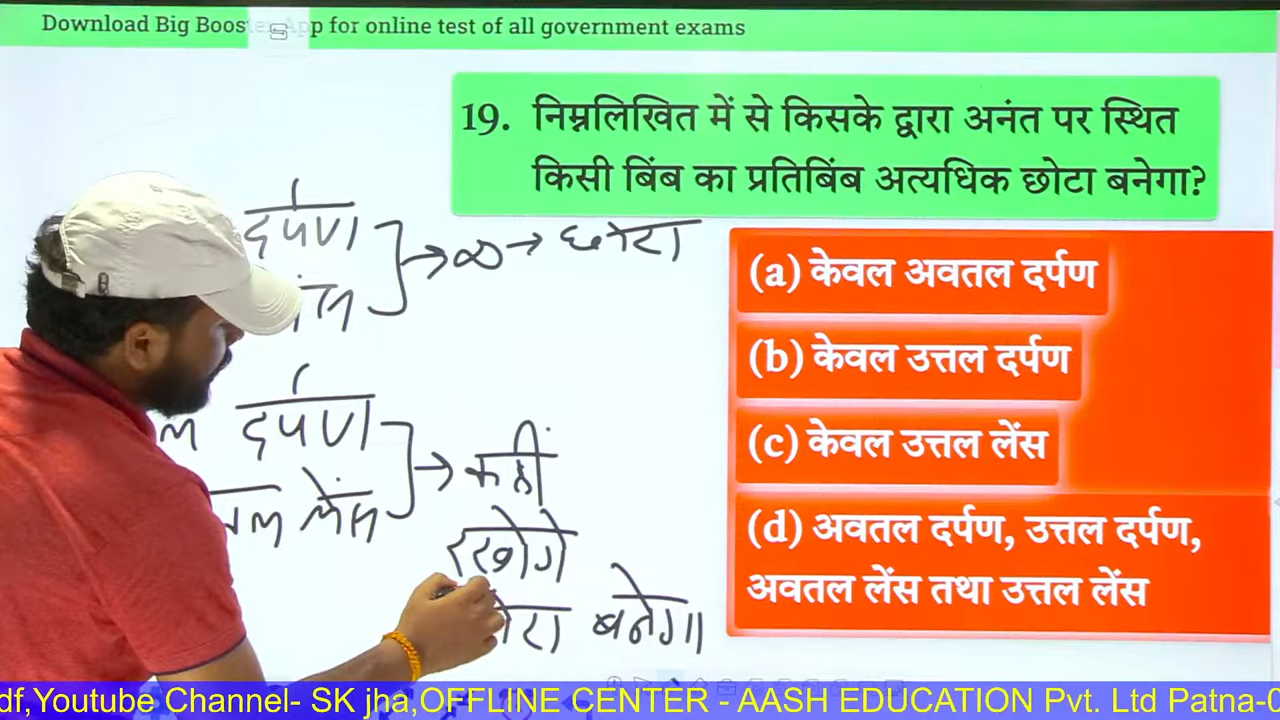 Download Big Booster App for online test of all government exams
19. निम्नलिखित में से किसके द्वारा अनंत पर स्थित
किसी बिंब का प्रतिबिंब अत्यधिक छोटा बनेगा?
(a) केवल अवतल दर्पण
(b) केवल उत्तल दर्पण
(c) केवल उत्तल लेंस
(d) अवतल दर्पण, उत्तल दर्पण,
अवतल लेंस तथा उत्तल लेंस
दर्पण
→ ∞ → छोटा
दर्पण
लेंस
→ कहीं
रखोगे
बनेगा
df,Youtube Channel- SK jha,OFFLINE CENTER - AASH EDUCATION Pvt. Ltd Patna-